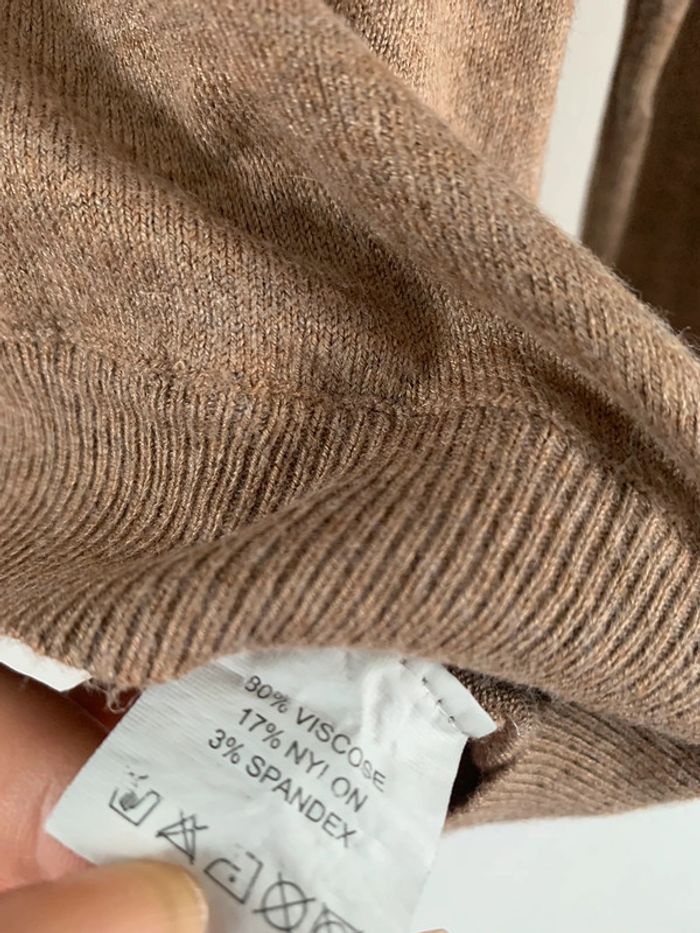 80% VISCOSE
17% NYLON
3% SPANDEX